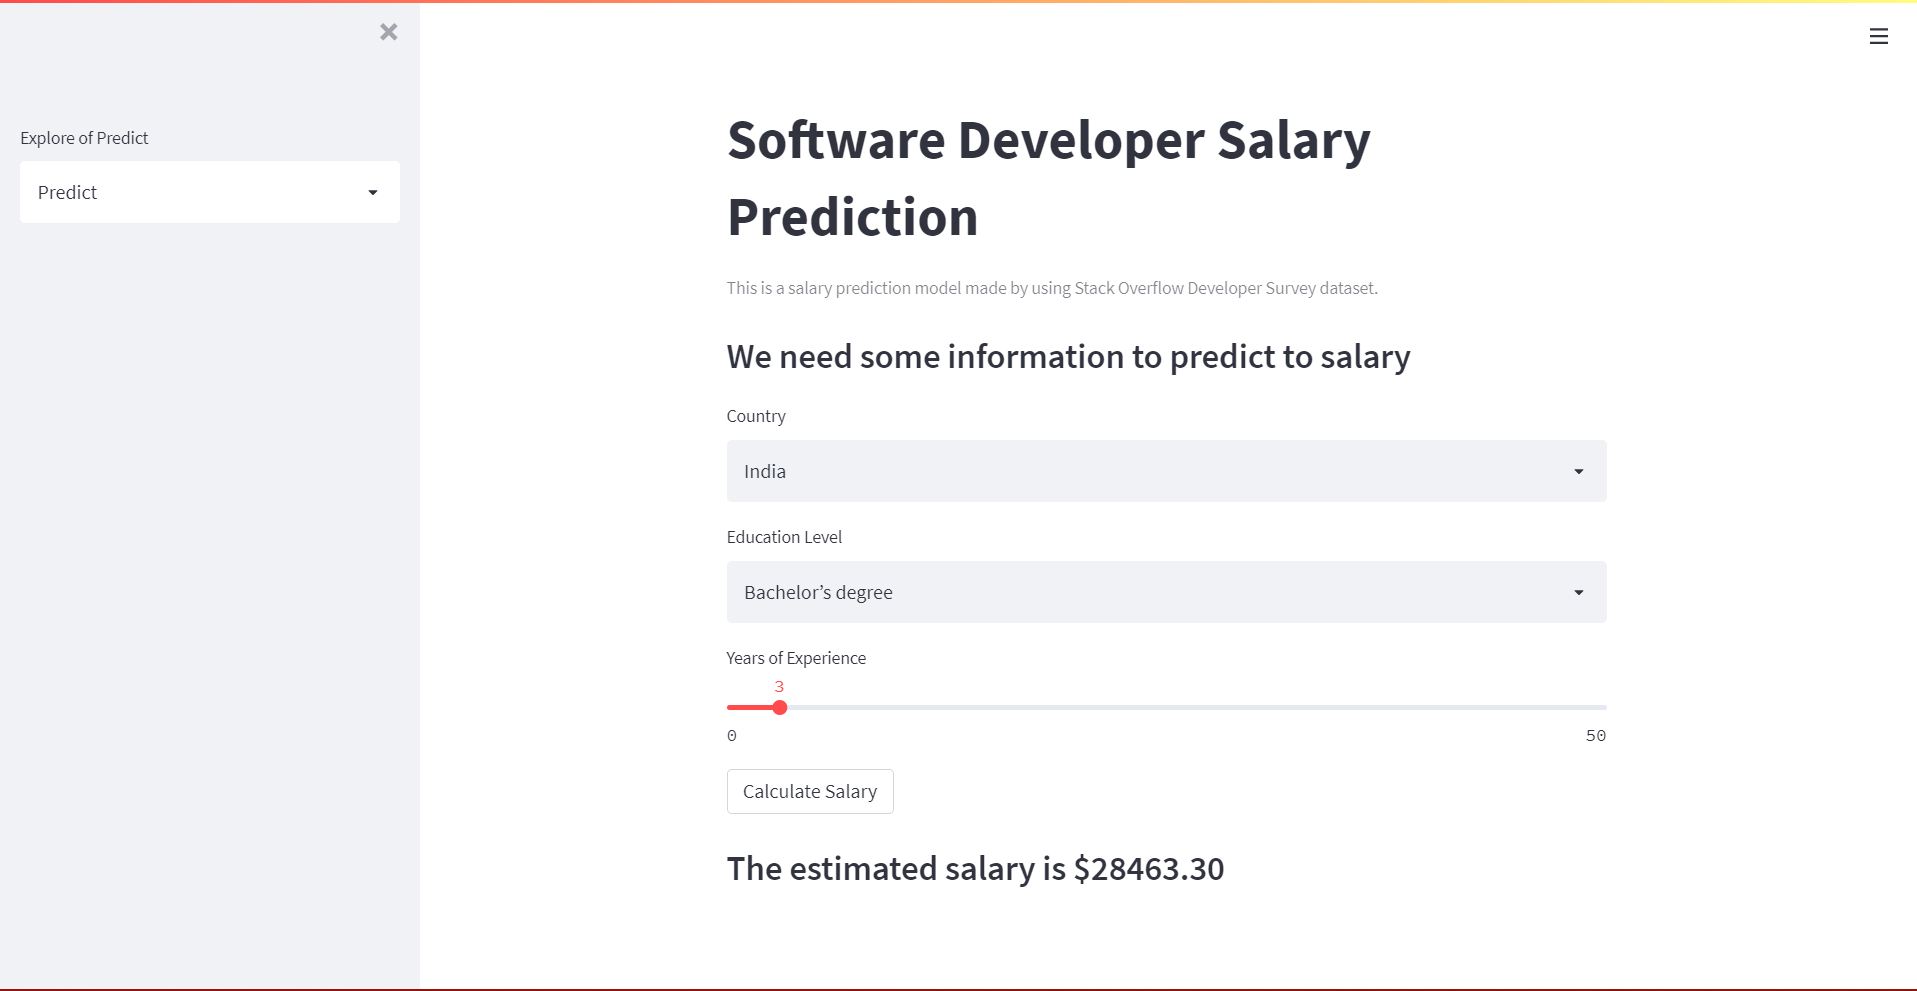 Explore of Predict
Predict
Software Developer Salary
Prediction
This is a salary prediction model made by using Stack Overflow Developer Survey dataset.
We need some information to predict to salary
Country
India
Education Level
Bachelor’s degree
Years of Experience
3
0 50
Calculate Salary
The estimated salary is $28463.30